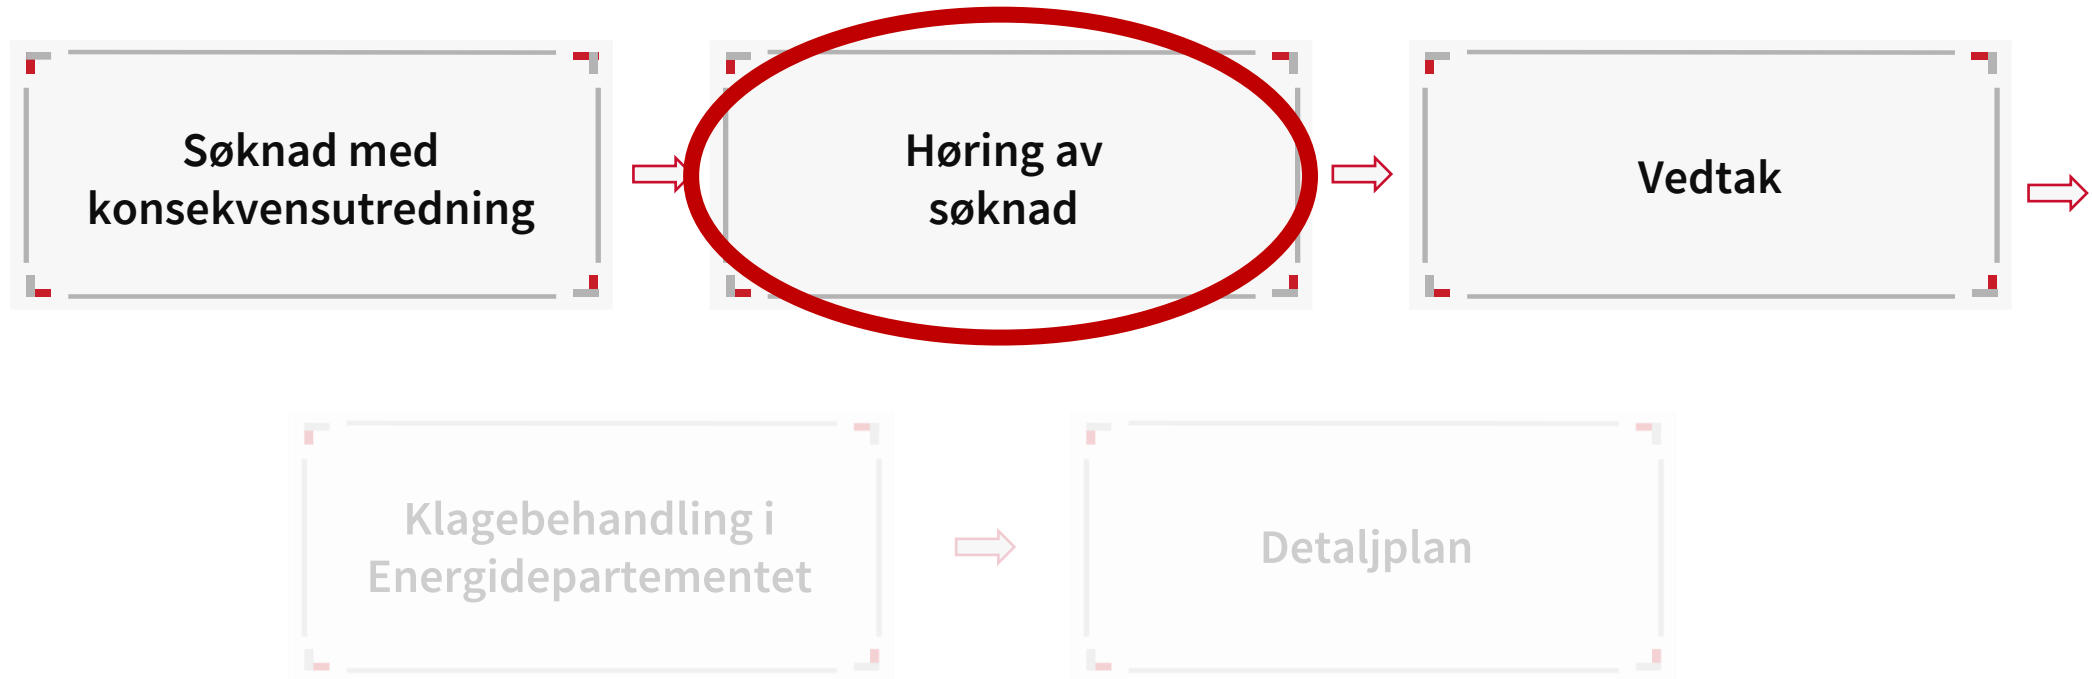 Søknad med
konsekvensutredning
Høring av
søknad
Vedtak
Klagebehandling i
Energidepartementet
Detaljplan